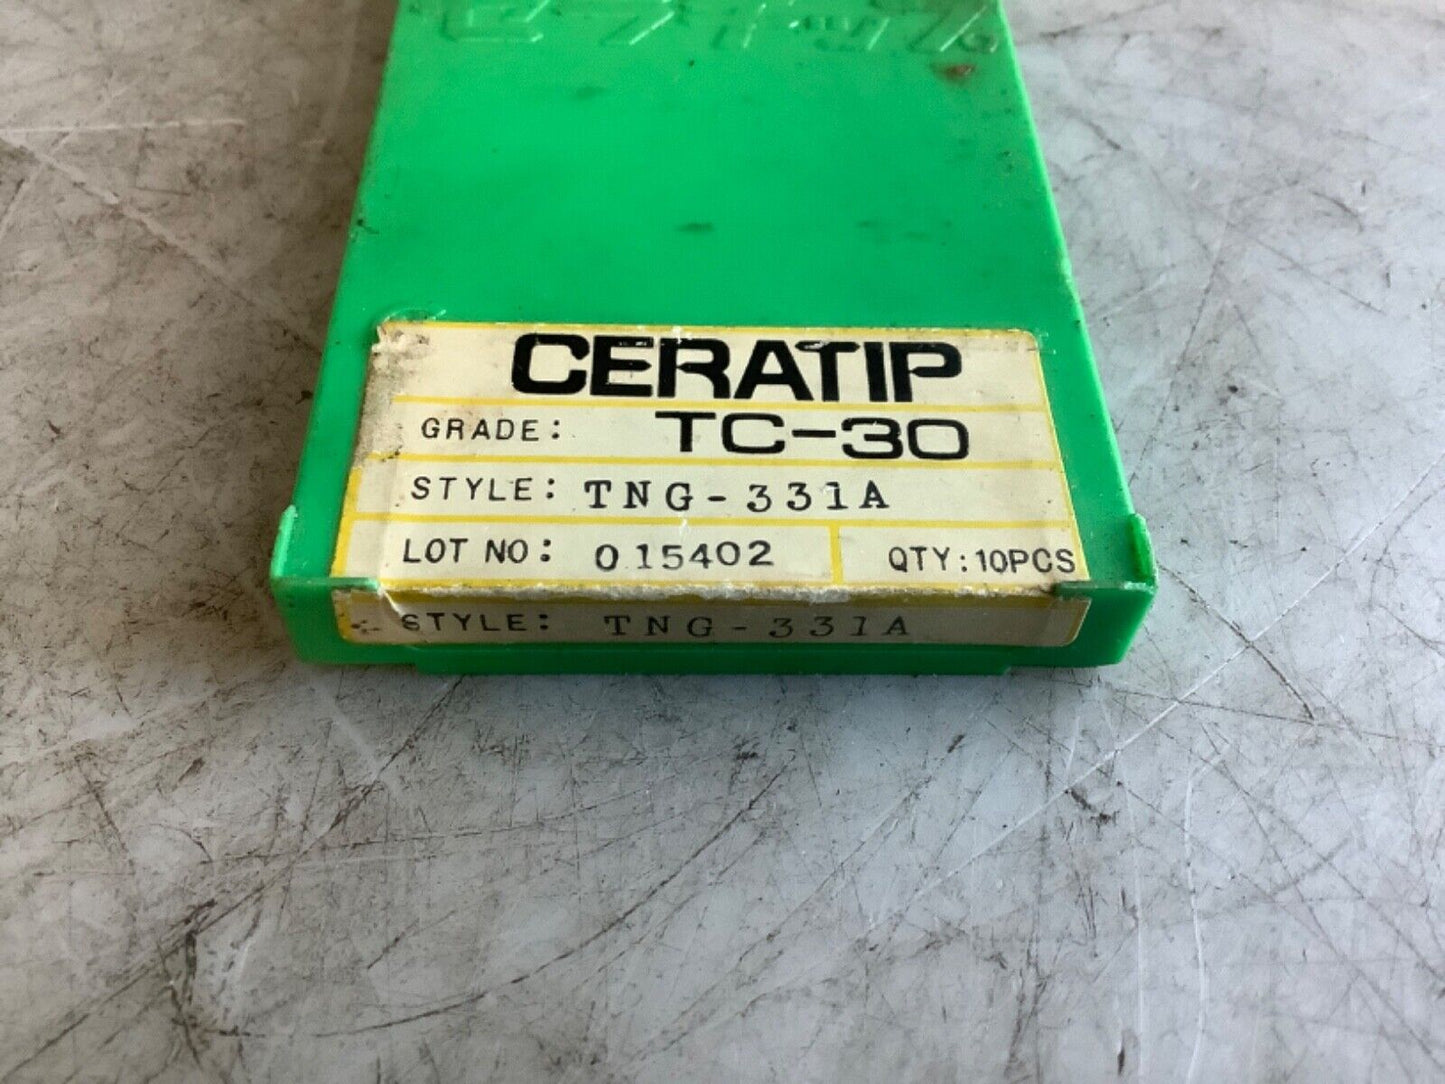 CERATIP
GRADE: TC-30
STYLE: TNG-331A
LOT NO: 015402 QTY: 10PCS
STYLE: TNG-331A